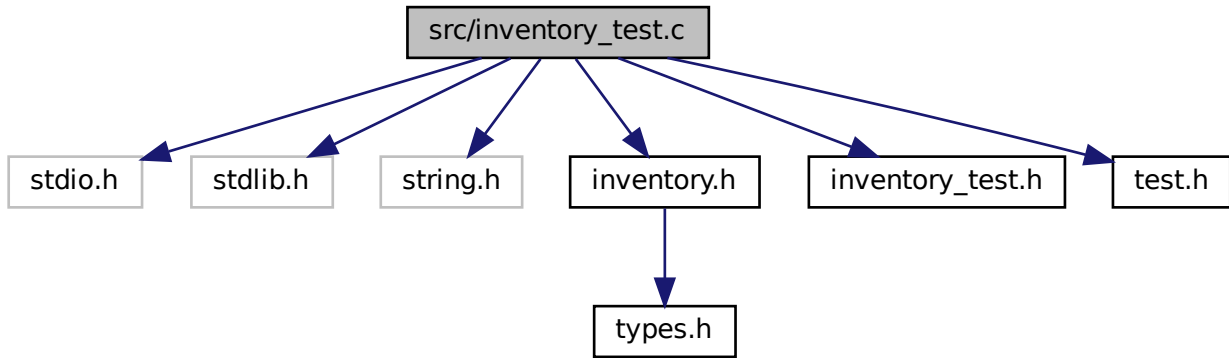 src/inventory_test.c
stdio.h
stdlib.h
string.h
inventory.h
inventory_test.h
test.h
types.h